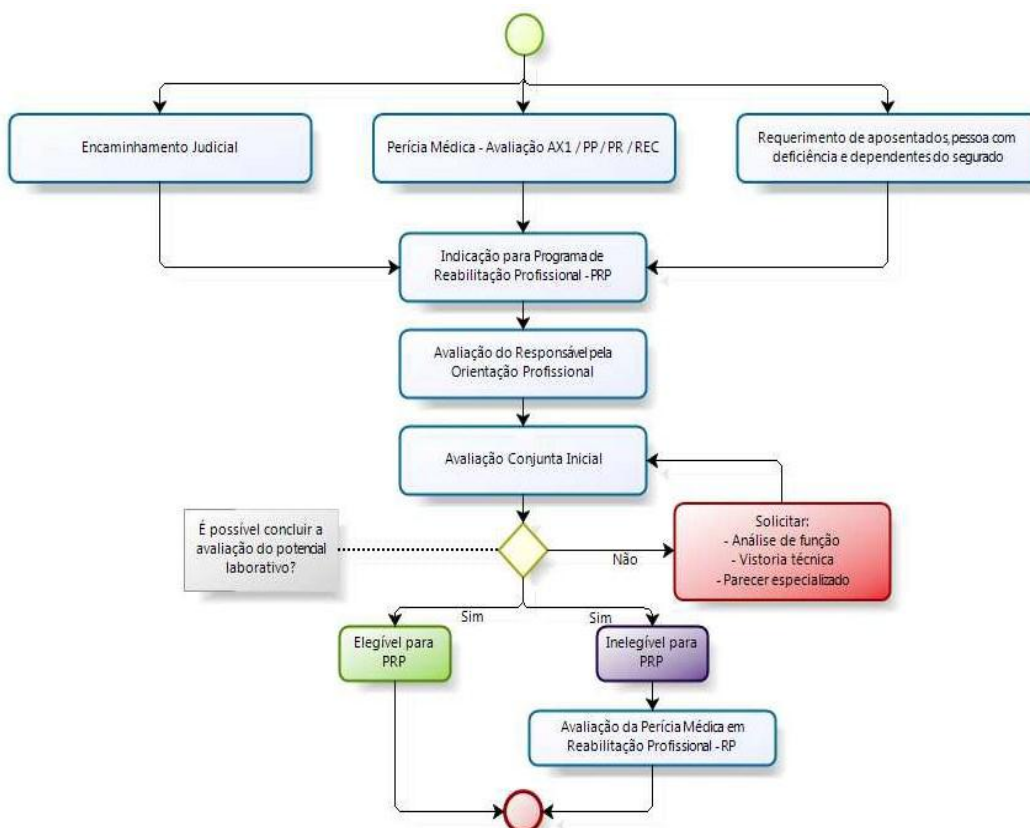 Encaminhamento Judicial
Perícia Médica - Avaliação AX1 / PP / PR / REC
Requerimento de aposentados, pessoa com
deficiência e dependentes do segurado
Indicação para Programa de
Reabilitação Profissional - PRP
Avaliação do Responsável pela
Orientação Profissional
Avaliação Conjunta Inicial
É possível concluir a
avaliação do potencial
laborativo?
Não
Solicitar:
- Análise de função
- Vistoria técnica
- Parecer especializado
Sim
Sim
Elegível para
PRP
Inelegível para
PRP
Avaliação da Perícia Médica em
Reabilitação Profissional - RP